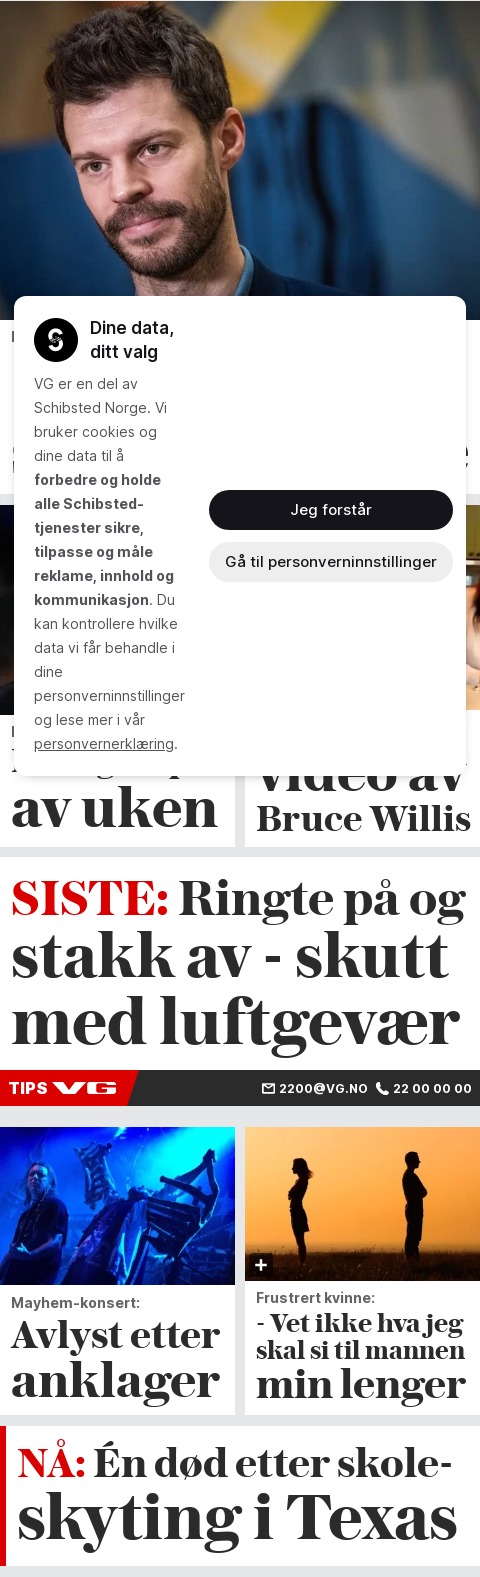 Dine data,
ditt valg
VG er en del av
Schibsted Norge. Vi
bruker cookies og
dine data til å
forbedre og holde
alle Schibsted-
tjenester sikre,
tilpasse og måle
reklame, innhold og
kommunikasjon. Du
kan kontrollere hvilke
data vi får behandle i
dine
personverninnstillinger
og lese mer i vår
personvernerklæring.
Jeg forstår
Gå til personverninnstillinger
av uken
video av
Bruce Willis
SISTE: Ringte på og
stakk av - skutt
med luftgevær
TIPS VG
2200@VG.NO 22 00 00 00
Mayhem-konsert:
Avlyst etter
anklager
Frustrert kvinne:
- Vet ikke hva jeg
skal si til mannen
min lenger
NÅ: Én død etter skole-
skyting i Texas